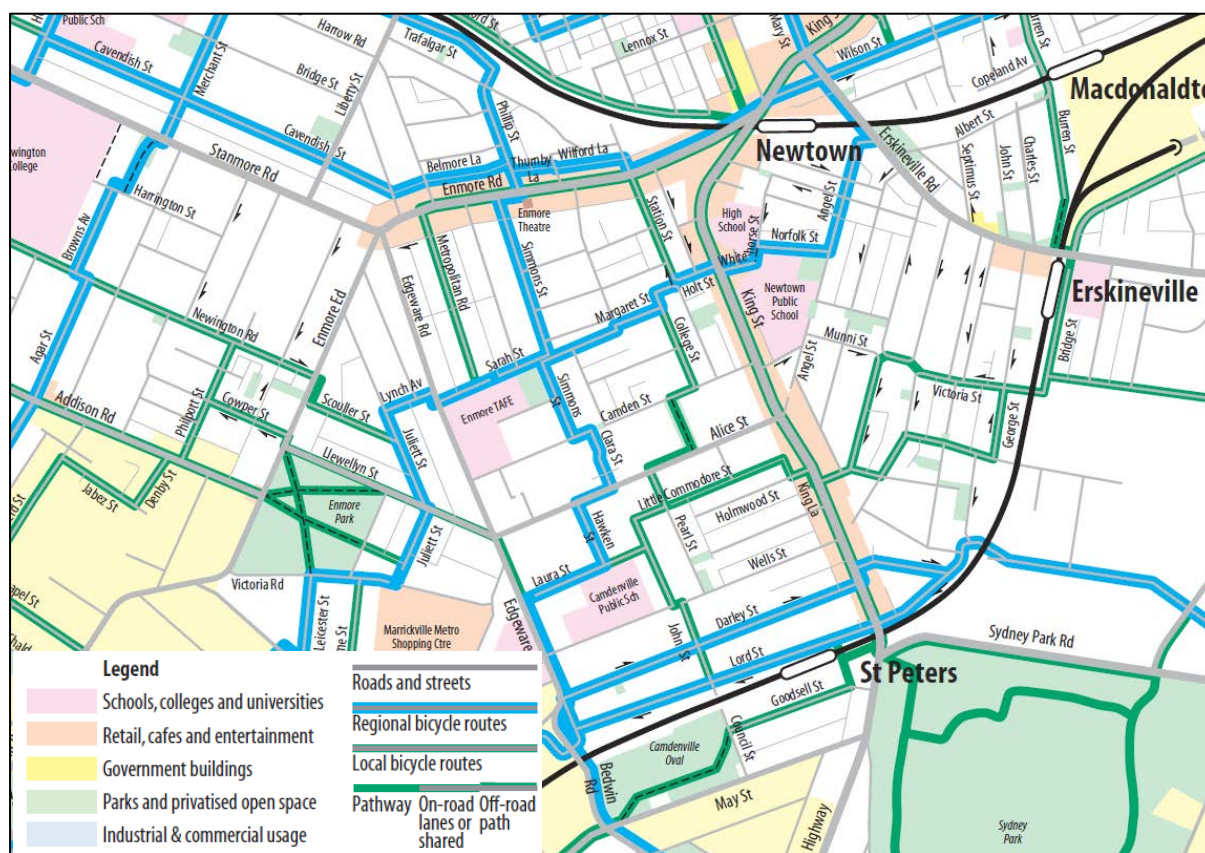 Public Sch
Cavendish St
Harrow Rd
Bridge St
Merchant St
Liberty St
Trafalgar St
Lennox St
Mary St
King St
Wilson St
Copeland Av
Macdonaldto
Burren St
Cavendish St
Stanmore Rd
Phillip St
Belmore La
Thumby
La
Wilford La
Enmore Rd
Newtown
Erskineville Rd
Albert St
Septimus St
John St
Charles St
Burren St
wington
College
Harrington St
Browns Av
Enmore
Theatre
Station St
High
School
Angel St
Norfolk St
White
horse St
Metropolitan Rd
Simmons St
Edgeware Rd
Enmore Ed
Margaret St
Holt St
King St
Newtown
Public
School
Erskineville
Bridge St
Agar St
Newington Rd
Sarah St
Lynch Av
College St
Munni St
Angel St
Victoria St
George St
Addison Rd
Philpott St
Cowper St
Scouller St
Juliett St
Enmore TAFE
Simmons St
Camden St
Clara St
Alice St
Llewellyn St
Jabez St
Denby St
Enmore
Park
Little Commodore St
King La
Hawken St
Pearl St
Holmwood St
Wells St
Juliett St
Laura St
Camdenville
Public Sch
Victoria Rd
Edgeware
Leicester St
Marrickville Metro
Shopping Ctre
John St
Darley St
Lord St
Sydney Park Rd
St Peters
Goodsell St
Council St
Camdenville
Oval
Bedwin
Rd
May St
Highway
Sydney
Park
Legend
Schools, colleges and universities
Retail, cafes and entertainment
Government buildings
Parks and privatised open space
Industrial & commercial usage
Roads and streets
Regional bicycle routes
Local bicycle routes
Pathway
On-road
lanes or
shared
Off-road
path